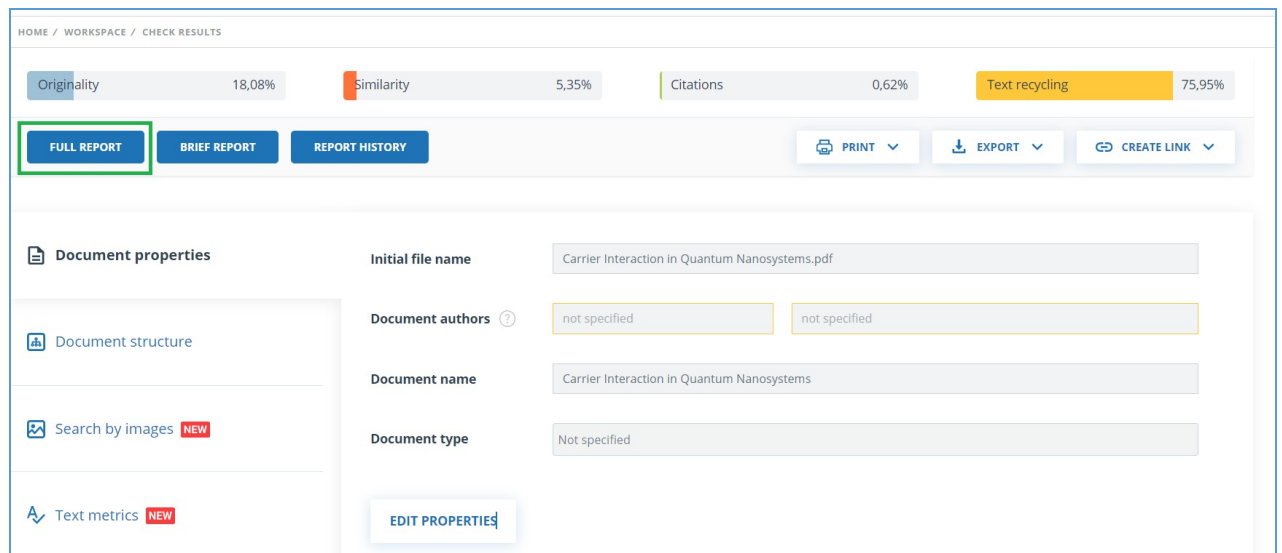 HOME / WORKSPACE / CHECK RESULTS
Originality 18,08% Similarity 5,35% Citations 0,62% Text recycling 75,95%
FULL REPORT BRIEF REPORT REPORT HISTORY PRINT EXPORT CREATE LINK
Document properties
Document structure
Search by images NEW
Text metrics NEW
Initial file name Carrier Interaction in Quantum Nanosystems.pdf
Document authors ? not specified not specified
Document name Carrier Interaction in Quantum Nanosystems
Document type Not specified
EDIT PROPERTIES